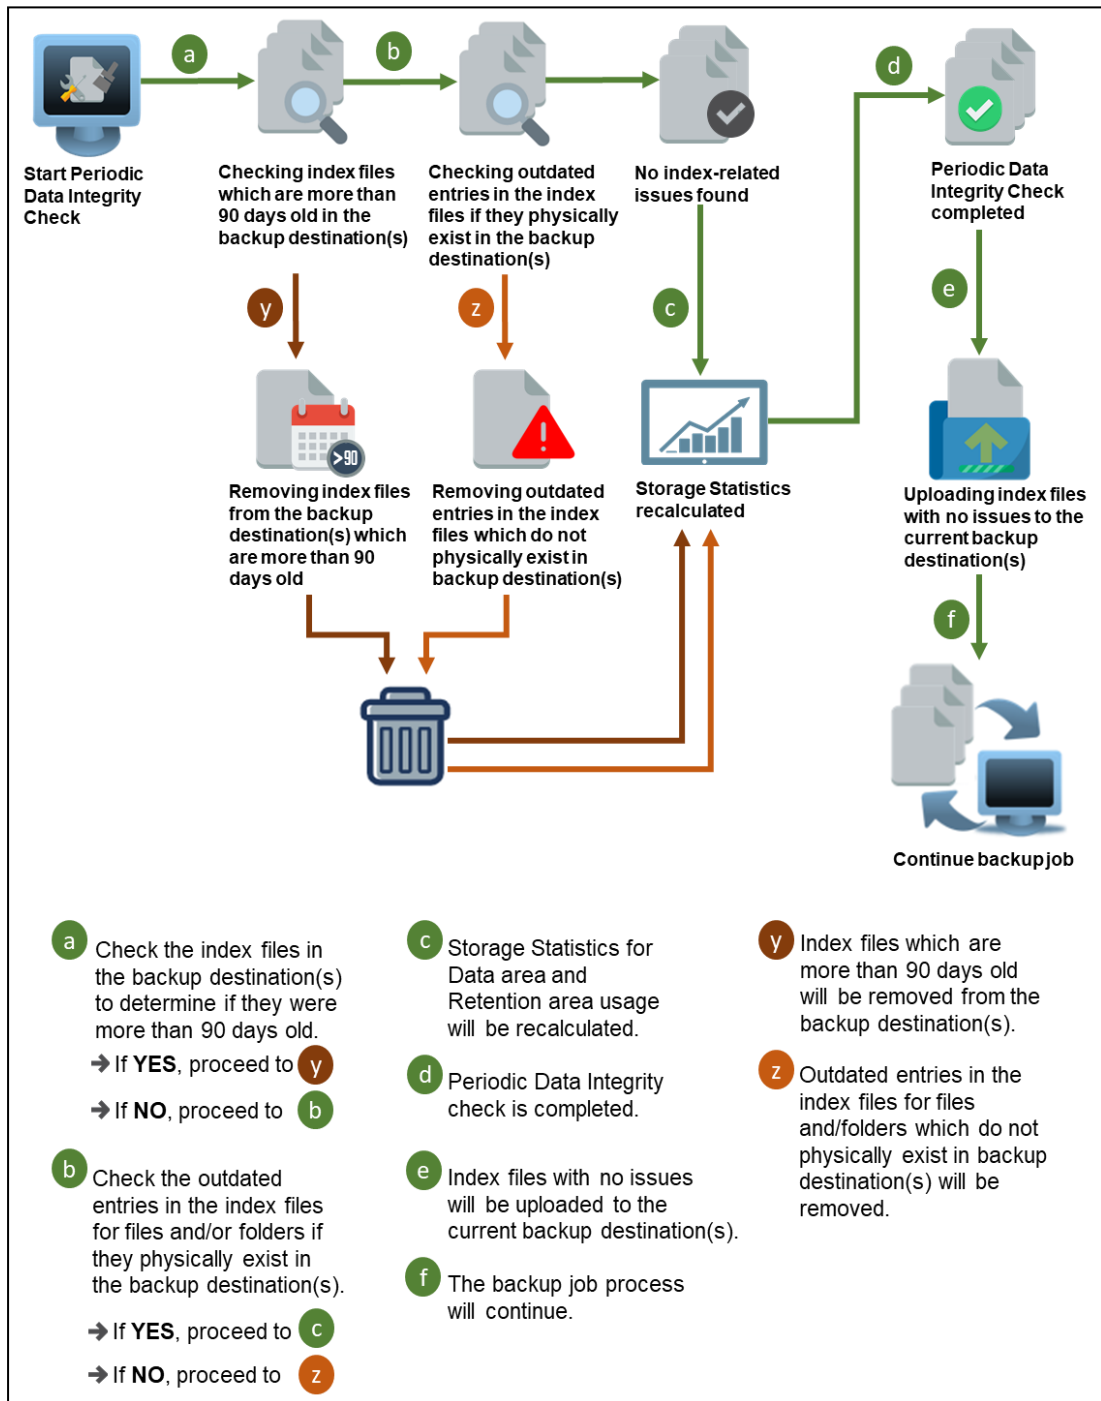 a
b
d
Start Periodic
Data Integrity
Check
Checking index files
which are more than
90 days old in the
backup destination(s)
Checking outdated
entries in the index
files if they physically
exist in the backup
destination(s)
No index-related
issues found
Periodic Data
Integrity Check
completed
y
z
c
e
>90
Removing index files
from the backup
destination(s) which
are more than 90
days old
Removing outdated
entries in the index
files which do not
physically exist in
backup destination(s)
Storage Statistics
recalculated
Uploading index files
with no issues to the
current backup
destination(s)
f
Continue backup job
a Check the index files in
the backup destination(s)
to determine if they were
more than 90 days old.
➔ If YES, proceed to y
➔ If NO, proceed to b
b Check the outdated
entries in the index files
for files and/or folders if
they physically exist in
the backup destination(s).
➔ If YES, proceed to c
➔ If NO, proceed to z
c Storage Statistics for
Data area and
Retention area usage
will be recalculated.
d Periodic Data Integrity
check is completed.
e Index files with no issues
will be uploaded to the
current backup destination(s).
f The backup job process
will continue.
y Index files which are
more than 90 days old
will be removed from the
backup destination(s).
z Outdated entries in the
index files for files
and/folders which do not
physically exist in backup
destination(s) will be
removed.